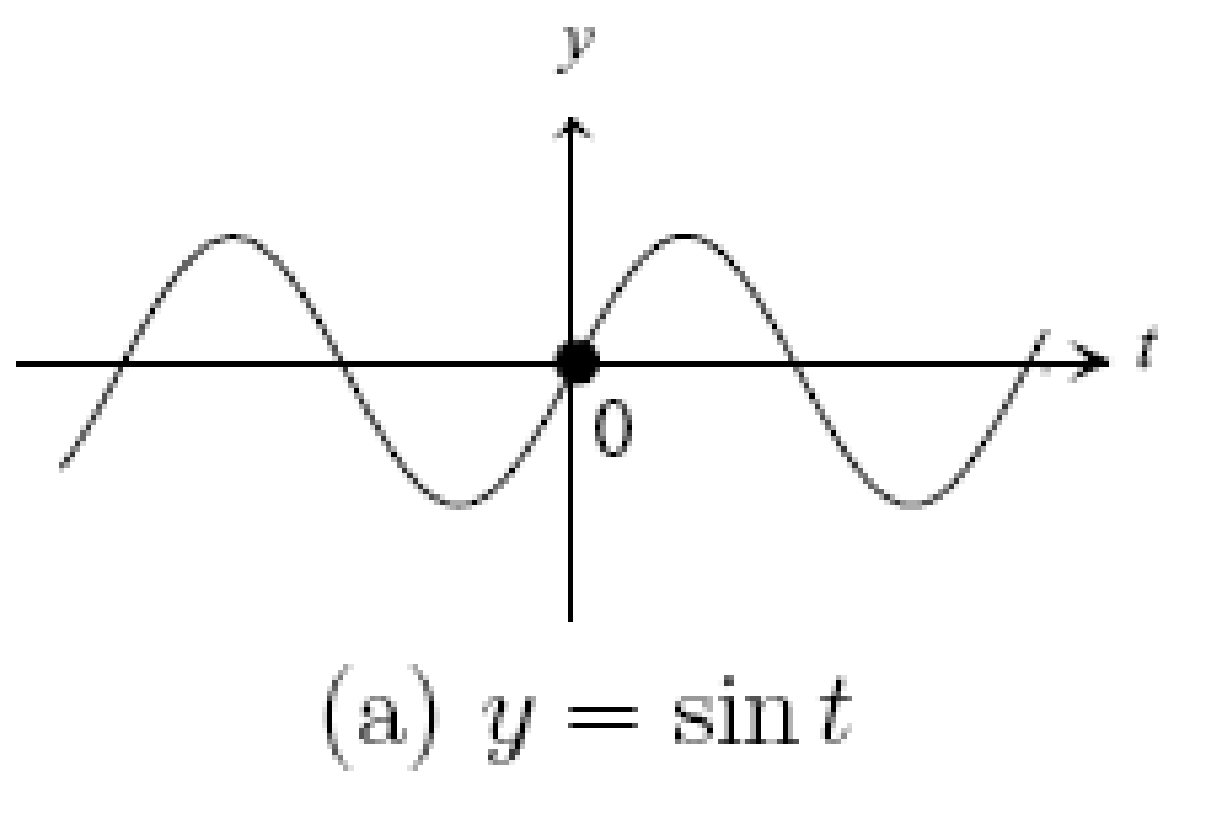 y
t
0
(a) y = sin t